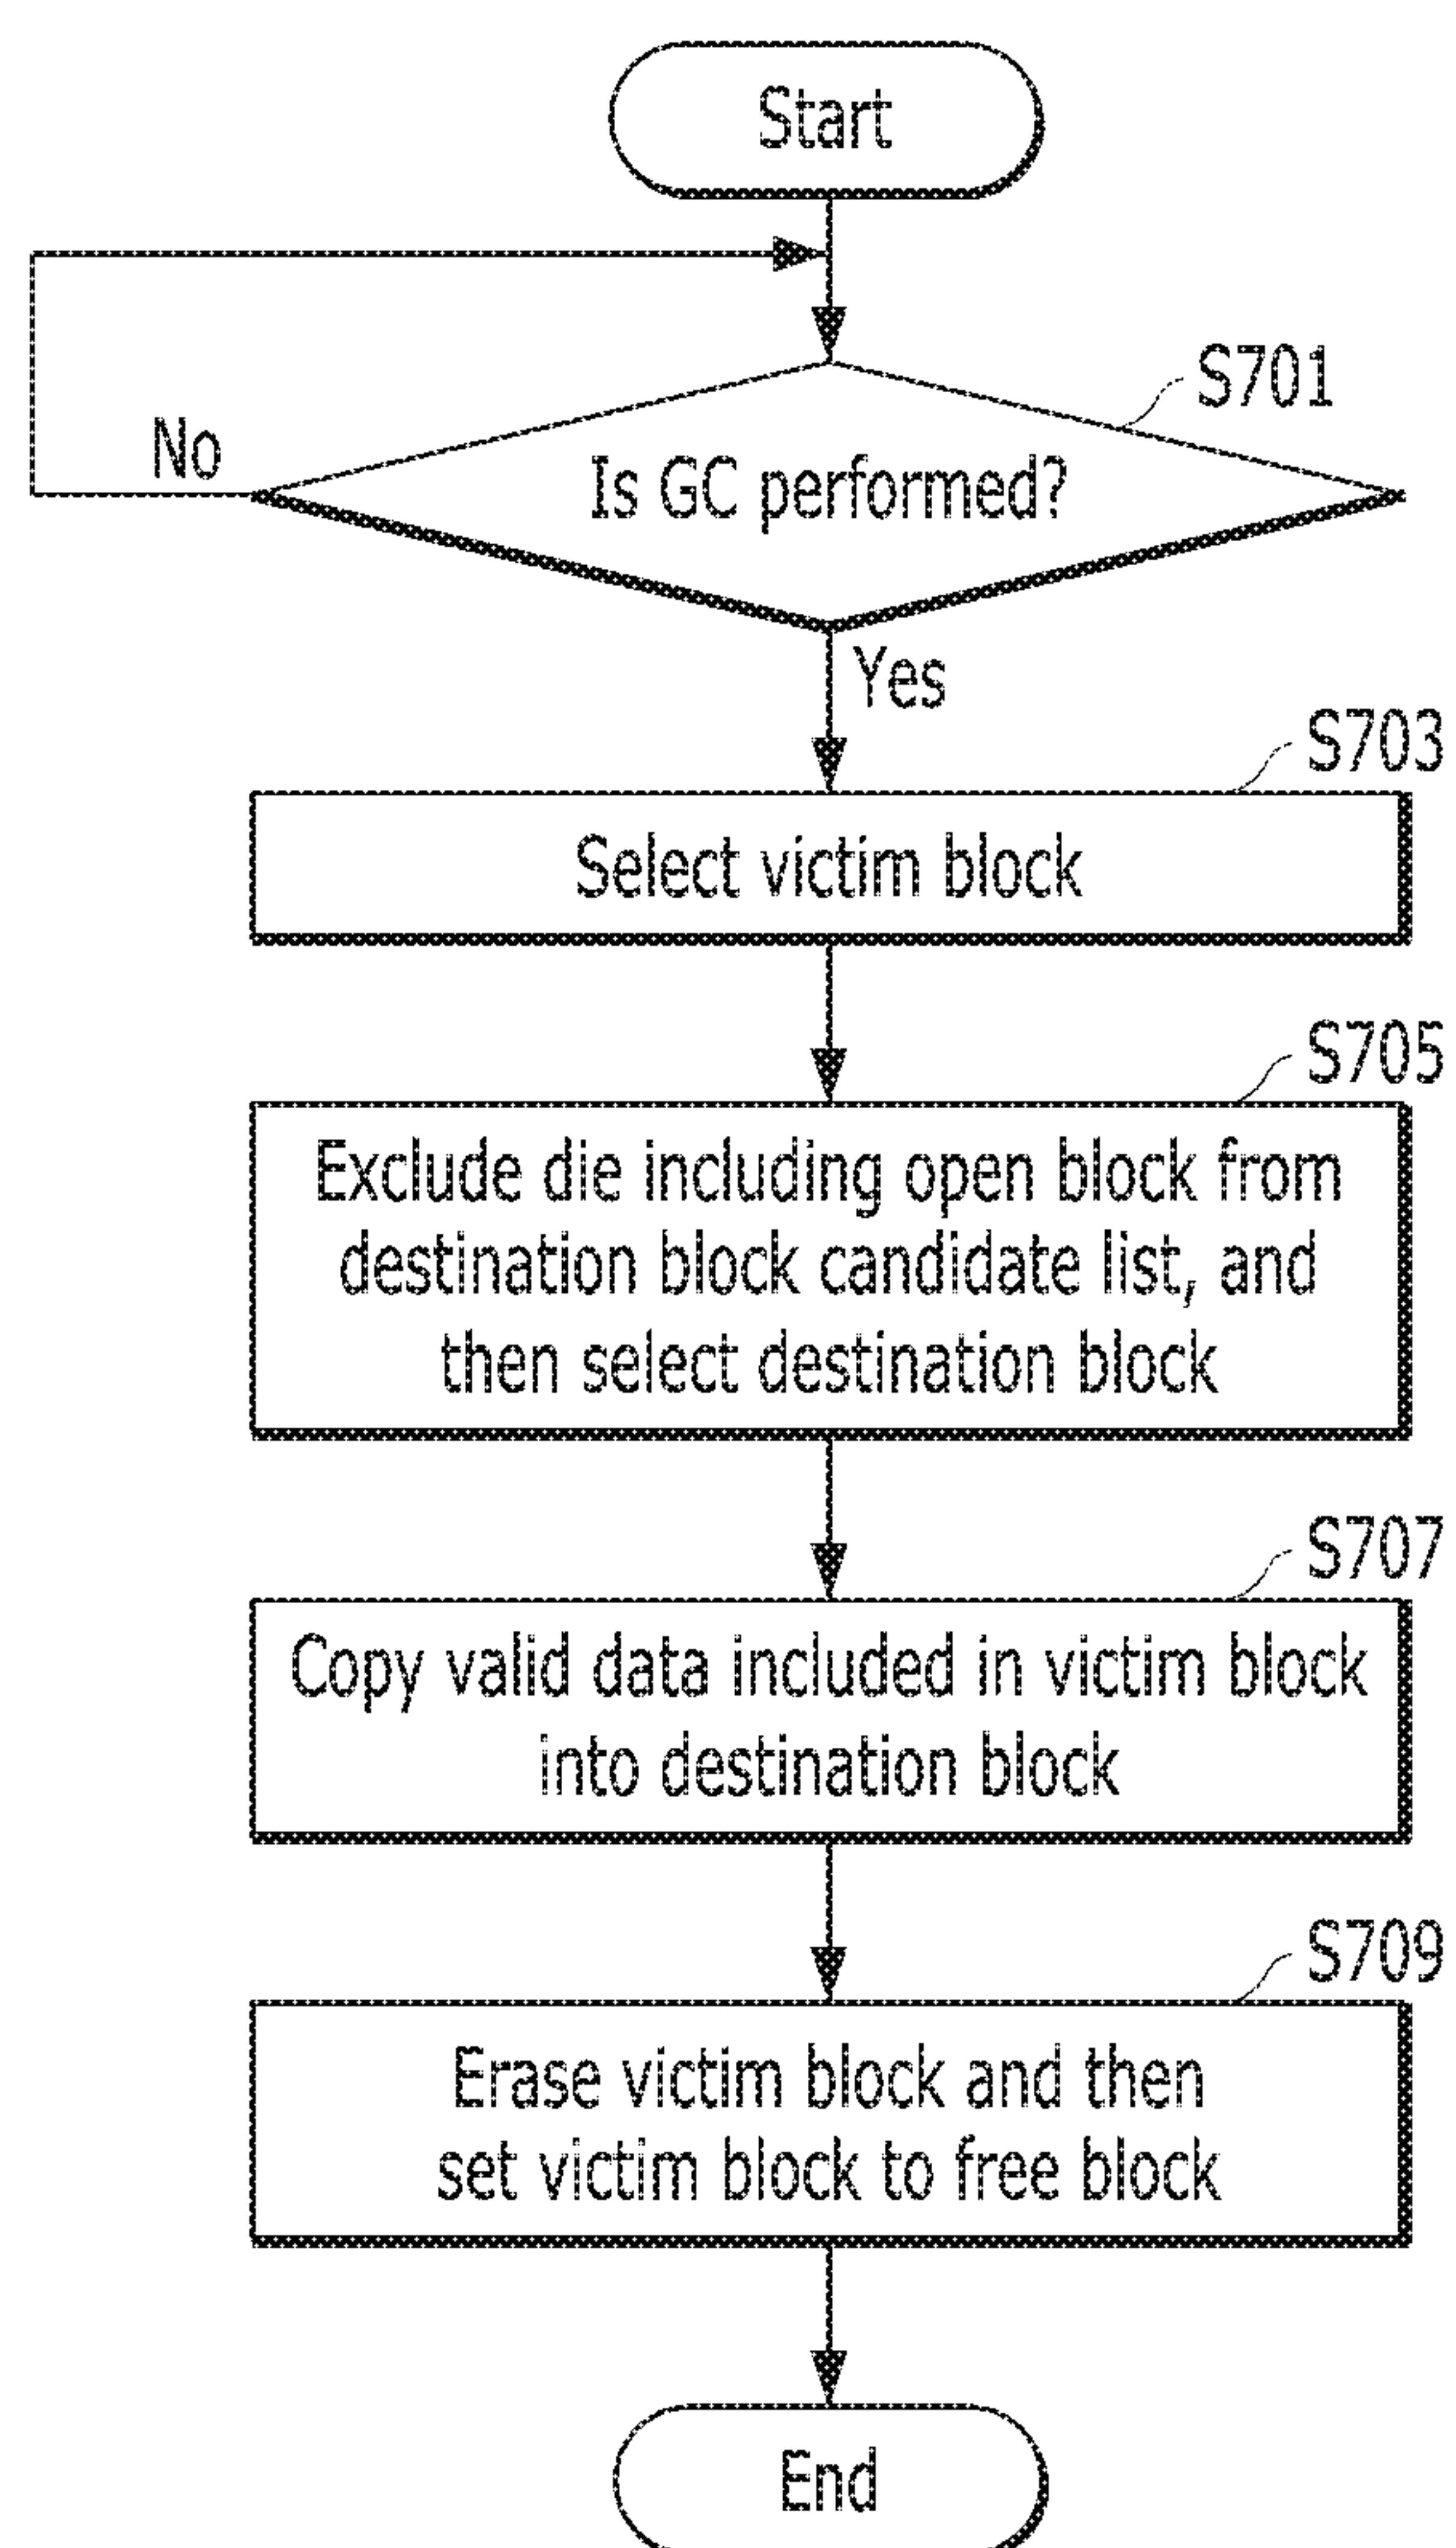 Start
S701
No
Is GC performed?
Yes
S703
Select victim block
S705
Exclude die including open block from
destination block candidate list, and
then select destination block
S707
Copy valid data included in victim block
into destination block
S709
Erase victim block and then
set victim block to free block
End